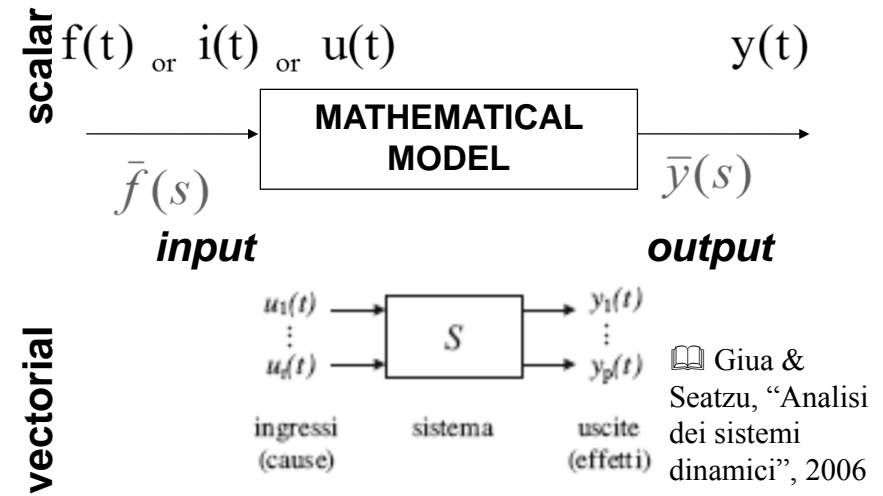 scalar
f(t) or i(t) or u(t)
y(t)
MATHEMATICAL
MODEL
f̄(s)
ȳ(s)
input
output
vectorial
u₁(t)
⋮
uᵣ(t)
S
y₁(t)
⋮
yₚ(t)
ingressi
(cause)
sistema
uscite
(effetti)
🕮 Giua &
Seatzu, “Analisi
dei sistemi
dinamici”, 2006